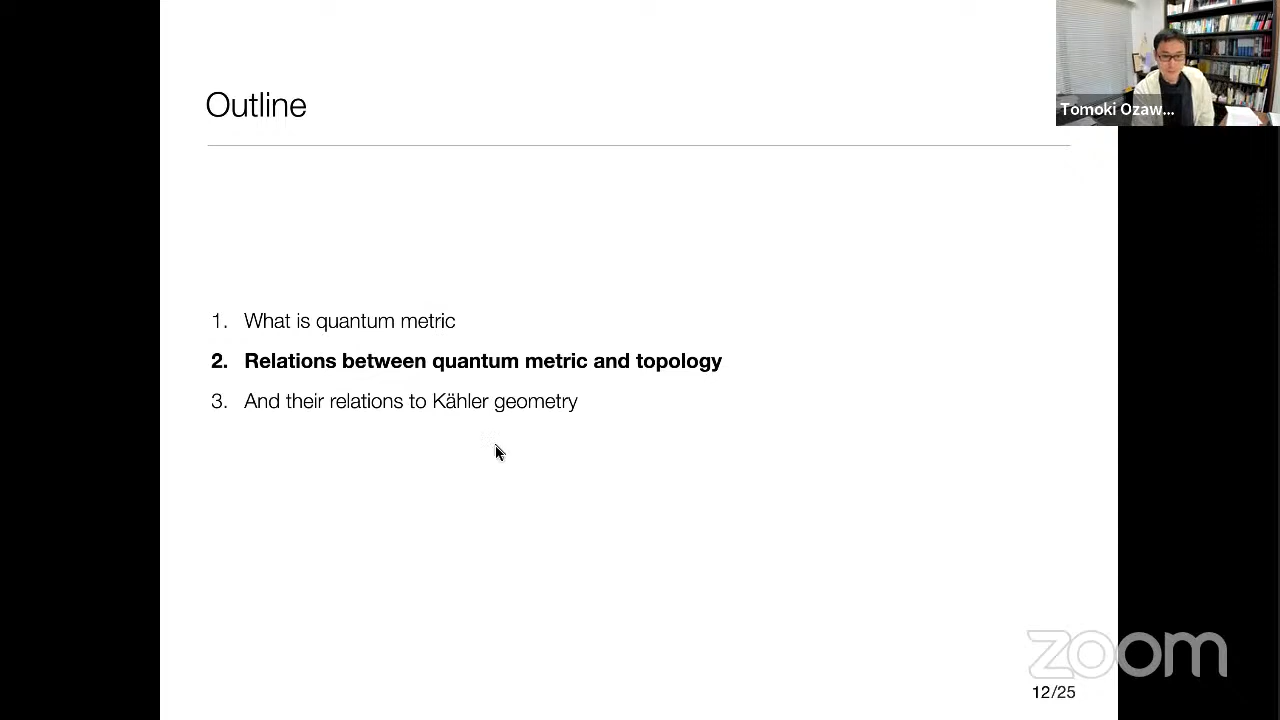 Outline
Tomoki Ozaw...
1. What is quantum metric
2. Relations between quantum metric and topology
3. And their relations to Kähler geometry
zoom
12/25